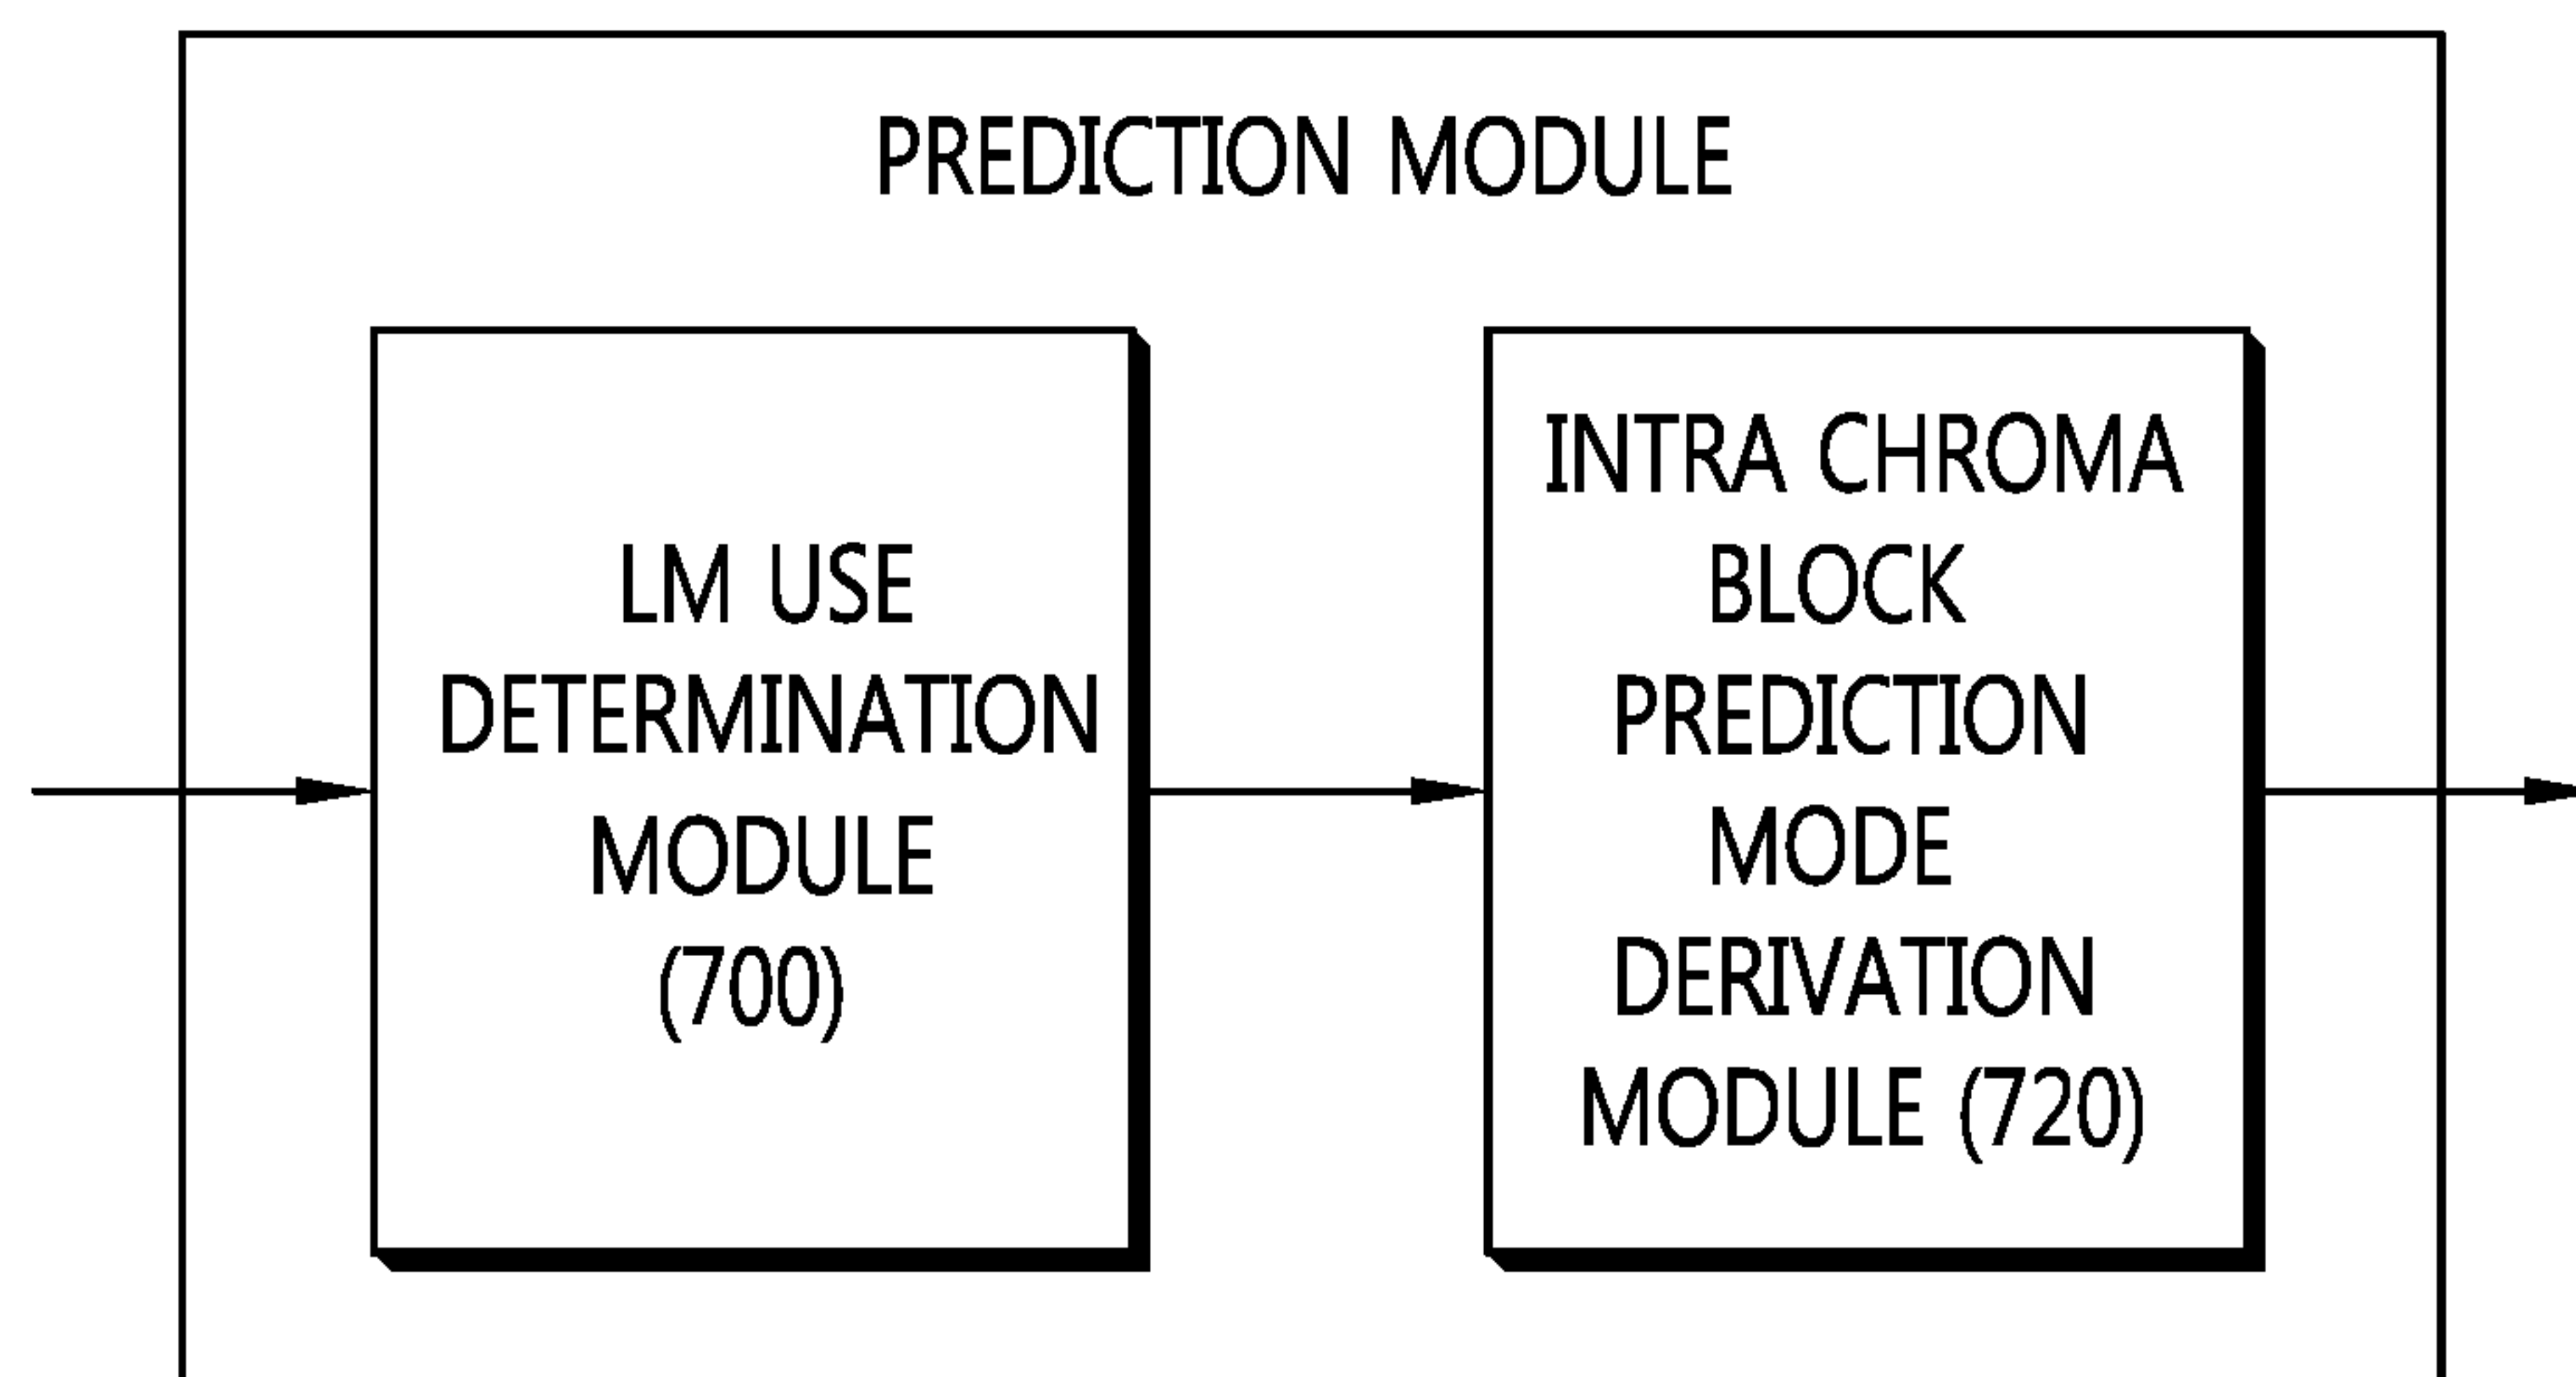 PREDICTION MODULE
LM USE
DETERMINATION
MODULE
(700)
INTRA CHROMA
BLOCK
PREDICTION
MODE
DERIVATION
MODULE (720)